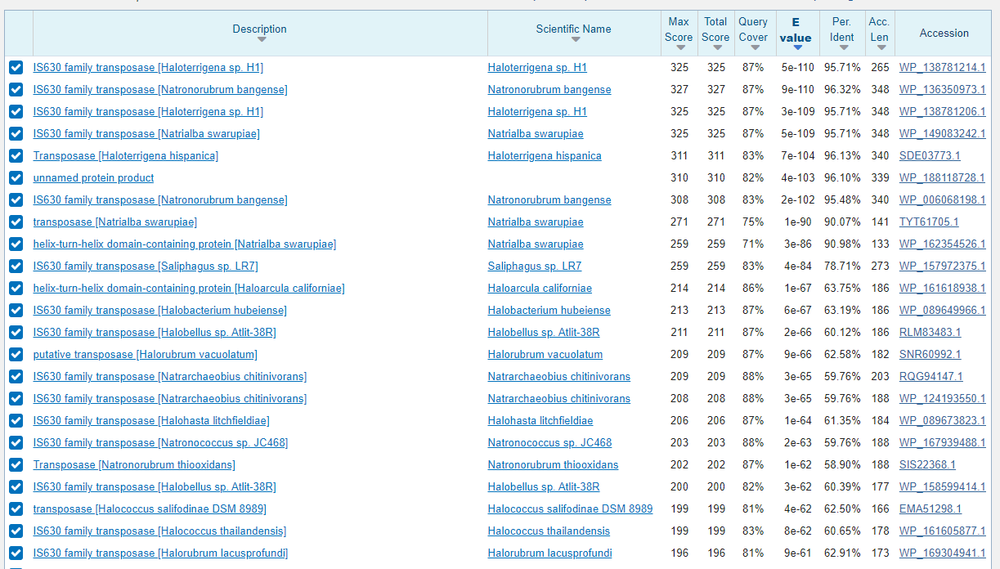 Description Scientific Name Max Score Total Score Query Cover E value Per. Ident Acc. Len Accession
IS630 family transposase [Haloterrigena sp. H1] Haloterrigena sp. H1 325 325 87% 5e-110 95.71% 265 WP_138781214.1
IS630 family transposase [Natronorubrum bangense] Natronorubrum bangense 327 327 87% 9e-110 96.32% 348 WP_136350973.1
IS630 family transposase [Haloterrigena sp. H1] Haloterrigena sp. H1 325 325 87% 3e-109 95.71% 348 WP_138781206.1
IS630 family transposase [Natrialba swarupiae] Natrialba swarupiae 325 325 87% 5e-109 95.71% 348 WP_149083242.1
Transposase [Haloterrigena hispanica] Haloterrigena hispanica 311 311 83% 7e-104 96.13% 340 SDE03773.1
unnamed protein product 310 310 82% 4e-103 96.10% 339 WP_188118728.1
IS630 family transposase [Natronorubrum bangense] Natronorubrum bangense 308 308 83% 2e-102 95.48% 340 WP_006068198.1
transposase [Natrialba swarupiae] Natrialba swarupiae 271 271 75% 1e-90 90.07% 141 TYT61705.1
helix-turn-helix domain-containing protein [Natrialba swarupiae] Natrialba swarupiae 259 259 71% 3e-86 90.98% 133 WP_162354526.1
IS630 family transposase [Saliphagus sp. LR7] Saliphagus sp. LR7 259 259 83% 4e-84 78.71% 273 WP_157972375.1
helix-turn-helix domain-containing protein [Haloarcula californiae] Haloarcula californiae 214 214 86% 1e-67 63.75% 186 WP_161618938.1
IS630 family transposase [Halobacterium hubeiense] Halobacterium hubeiense 213 213 87% 6e-67 63.19% 186 WP_089649966.1
IS630 family transposase [Halobellus sp. Atlit-38R] Halobellus sp. Atlit-38R 211 211 87% 2e-66 60.12% 186 RLM83483.1
putative transposase [Halorubrum vacuolatum] Halorubrum vacuolatum 209 209 87% 9e-66 62.58% 182 SNR60992.1
IS630 family transposase [Natrarchaeobius chitinivorans] Natrarchaeobius chitinivorans 209 209 88% 3e-65 59.76% 203 RQG94147.1
IS630 family transposase [Natrarchaeobius chitinivorans] Natrarchaeobius chitinivorans 208 208 88% 3e-65 59.76% 188 WP_124193550.1
IS630 family transposase [Halohasta litchfieldiae] Halohasta litchfieldiae 206 206 87% 1e-64 61.35% 184 WP_089673823.1
IS630 family transposase [Natronococcus sp. JC468] Natronococcus sp. JC468 203 203 88% 2e-63 59.76% 188 WP_167939488.1
Transposase [Natronorubrum thiooxidans] Natronorubrum thiooxidans 202 202 87% 1e-62 58.90% 188 SIS22368.1
IS630 family transposase [Halobellus sp. Atlit-38R] Halobellus sp. Atlit-38R 200 200 82% 3e-62 60.39% 177 WP_158599414.1
transposase [Halococcus salifodinae DSM 8989] Halococcus salifodinae DSM 8989 199 199 81% 4e-62 62.50% 166 EMA51298.1
IS630 family transposase [Halococcus thailandensis] Halococcus thailandensis 199 199 83% 8e-62 60.65% 178 WP_161605877.1
IS630 family transposase [Halorubrum lacusprofundi] Halorubrum lacusprofundi 196 196 81% 9e-61 62.91% 173 WP_169304941.1